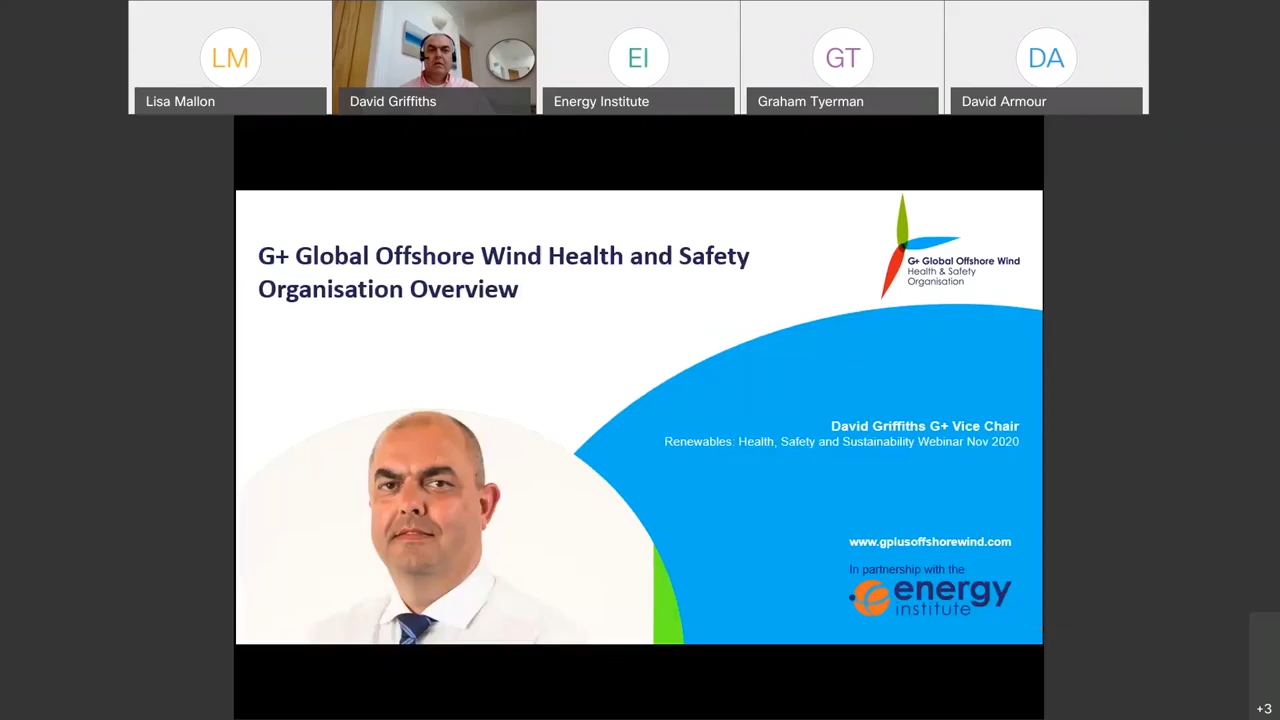 LM
EI
GT
DA
Lisa Mallon
David Griffiths
Energy Institute
Graham Tyerman
David Armour
G+ Global Offshore Wind Health and Safety
Organisation Overview
G+ Global Offshore Wind
Health & Safety
Organisation
David Griffiths G+ Vice Chair
Renewables: Health, Safety and Sustainability Webinar Nov 2020
www.gplusoffshorewind.com
In partnership with the
energy
institute
+3